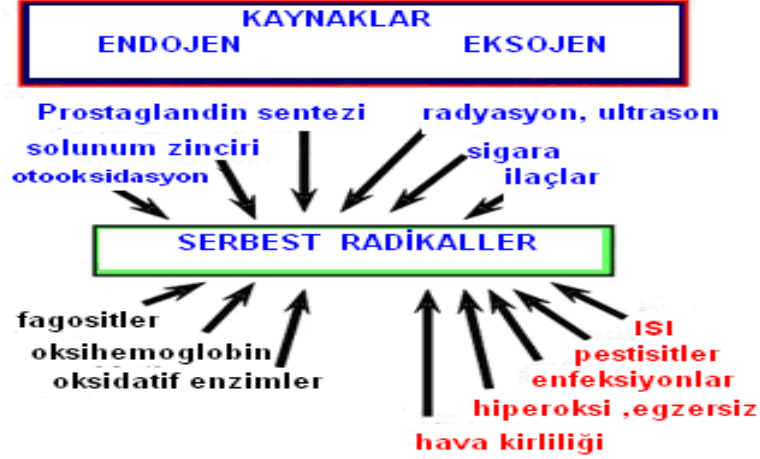 KAYNAKLAR
ENDOJEN EKSOJEN
Prostaglandin sentezi radyasyon, ultrason
solunum zinciri sigara
otooksidasyon ilaçlar
SERBEST RADİKALLER
fagositler ISI
oksihemoglobin pestisitler
oksidatif enzimler enfeksiyonlar
hiperoksi ,egzersiz
hava kirliliği